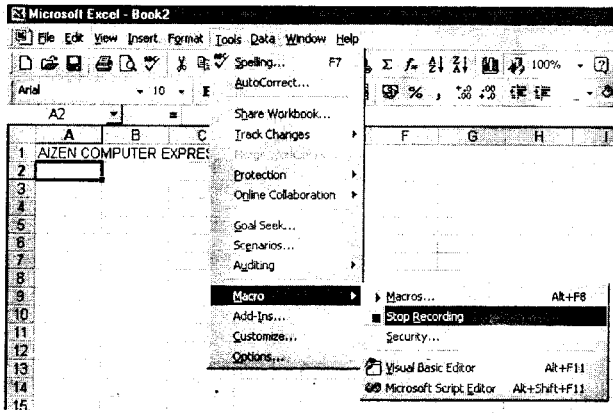 Microsoft Excel - Book2
File Edit View Insert Format Tools Data Window Help
100%
Arial 10 B
A2 =
A B C F G H I
1 AIZEN COMPUTER EXPRES
2
3
4
5
6
7
8
9
10
11
12
13
14
15
Spelling... F7
AutoCorrect...
Share Workbook...
Track Changes
Protection
Online Collaboration
Goal Seek...
Scenarios...
Auditing
Macro
Add-Ins...
Customize...
Options...
Macros... Alt+F8
Stop Recording
Security...
Visual Basic Editor Alt+F11
Microsoft Script Editor Alt+Shift+F11